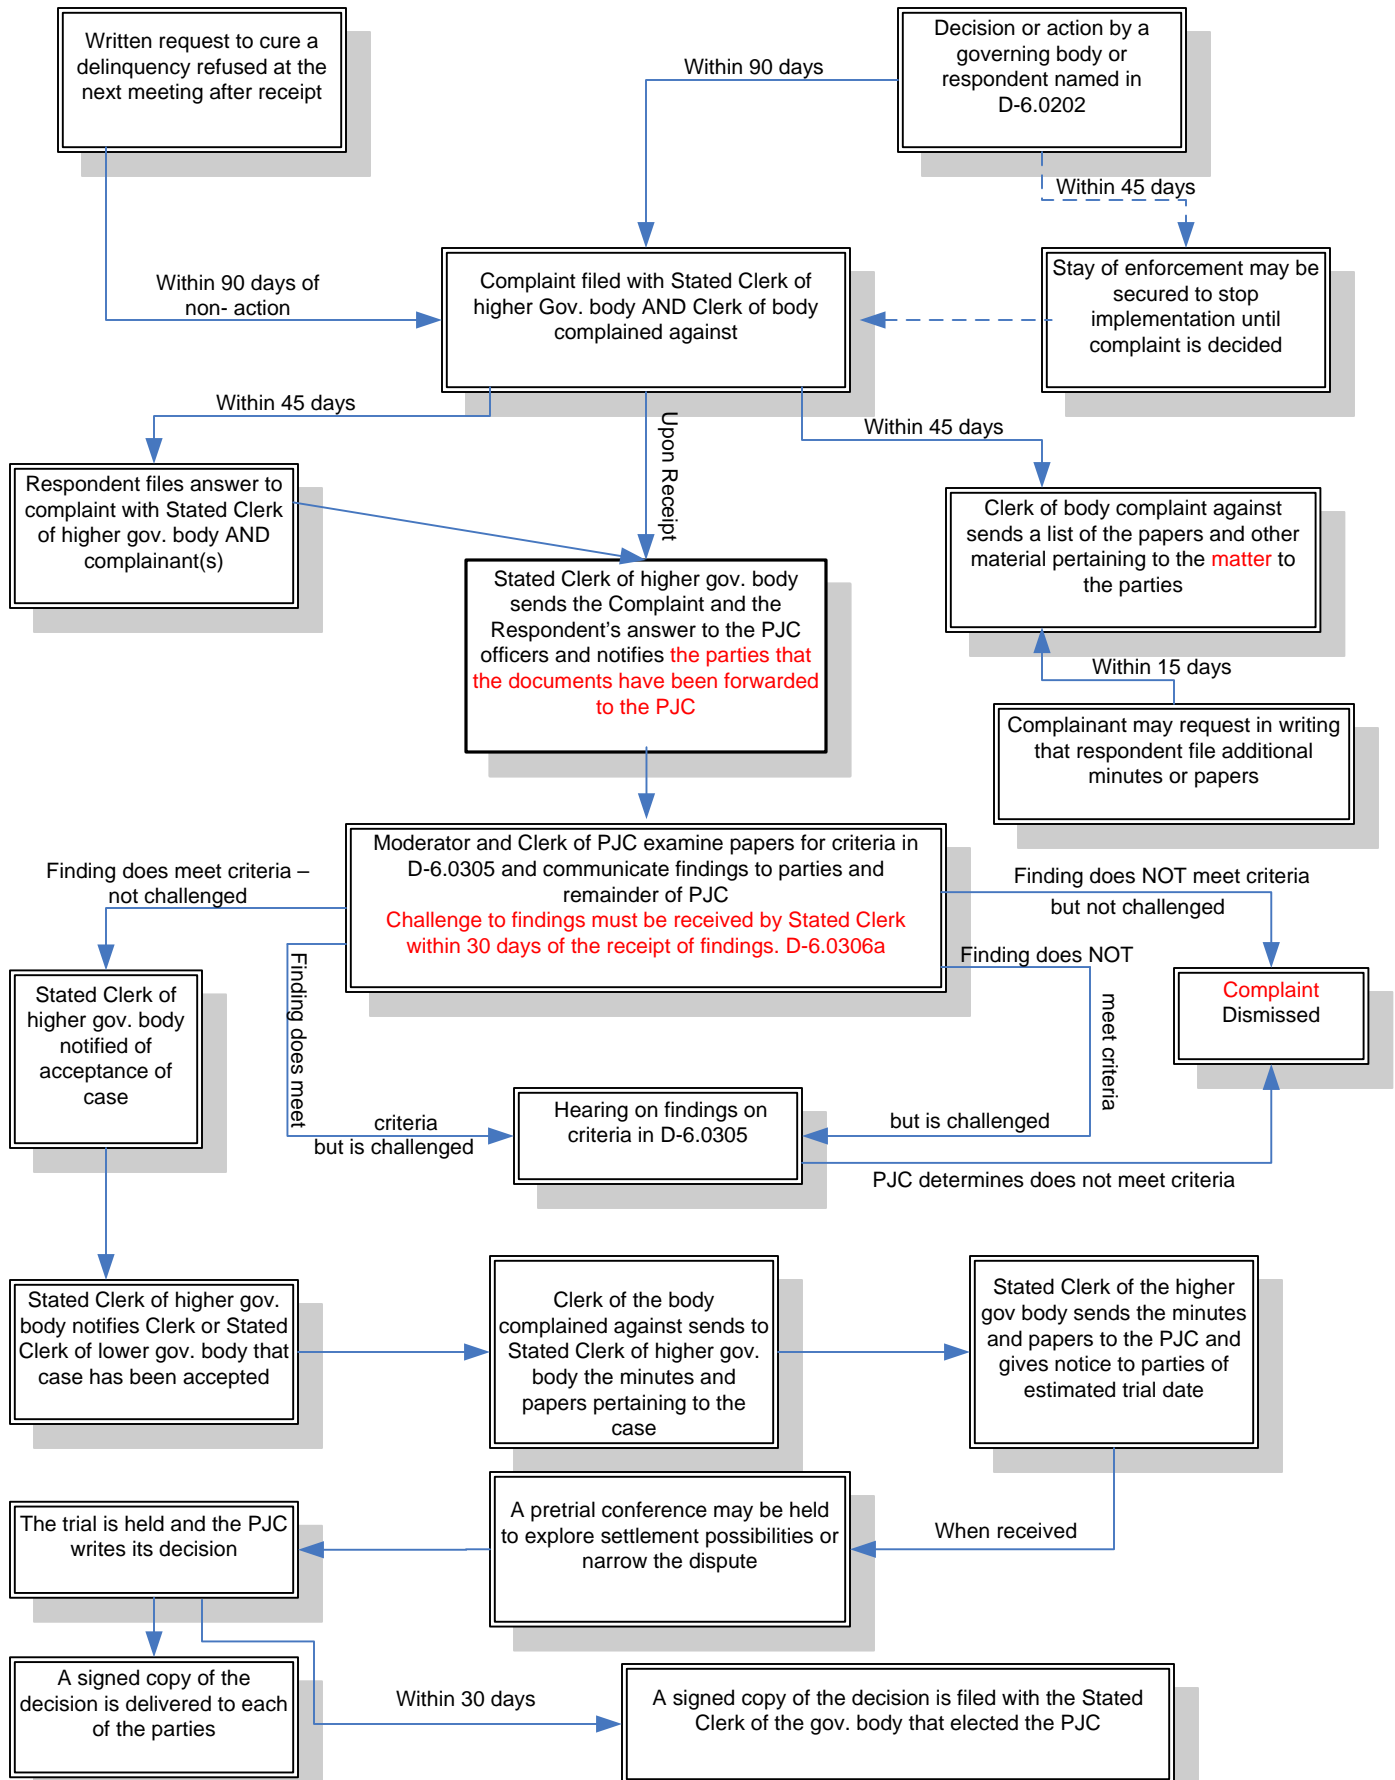 Written request to cure a
delinquency refused at the
next meeting after receipt
Decision or action by a
governing body or
respondent named in
D-6.0202
Within 90 days
Within 45 days
Within 90 days of
non- action
Complaint filed with Stated Clerk of
higher Gov. body AND Clerk of body
complained against
Stay of enforcement may be
secured to stop
implementation until
complaint is decided
Within 45 days
Upon Receipt
Within 45 days
Respondent files answer to
complaint with Stated Clerk
of higher gov. body AND
complainant(s)
Clerk of body complaint against
sends a list of the papers and other
material pertaining to the matter to
the parties
Stated Clerk of higher gov. body
sends the Complaint and the
Respondent's answer to the PJC
officers and notifies the parties that
the documents have been forwarded
to the PJC
Within 15 days
Complainant may request in writing
that respondent file additional
minutes or papers
Moderator and Clerk of PJC examine papers for criteria in
D-6.0305 and communicate findings to parties and
remainder of PJC
Challenge to findings must be received by Stated Clerk
within 30 days of the receipt of findings. D-6.0306a
Finding does meet criteria –
not challenged
Finding does NOT meet criteria
but not challenged
Finding does NOT
meet criteria
but is challenged
Finding does meet
criteria
but is challenged
Stated Clerk of
higher gov. body
notified of
acceptance of
case
Complaint
Dismissed
Hearing on findings on
criteria in D-6.0305
PJC determines does not meet criteria
Stated Clerk of higher gov.
body notifies Clerk or Stated
Clerk of lower gov. body that
case has been accepted
Clerk of the body
complained against sends to
Stated Clerk of higher gov.
body the minutes and
papers pertaining to the
case
Stated Clerk of the higher
gov body sends the minutes
and papers to the PJC and
gives notice to parties of
estimated trial date
When received
A pretrial conference may be held
to explore settlement possibilities or
narrow the dispute
The trial is held and the PJC
writes its decision
A signed copy of the
decision is delivered to each
of the parties
Within 30 days
A signed copy of the decision is filed with the Stated
Clerk of the gov. body that elected the PJC